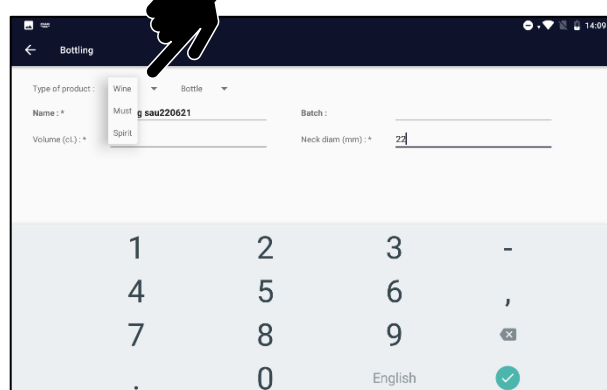 14:09
Bottling
Type of product : Wine Bottle
Must
Spirit
Name : * g sau220621 Batch :
Volume (cl.) : * Neck diam (mm) : * 22
1 2 3 -
4 5 6 ,
7 8 9
. 0 English